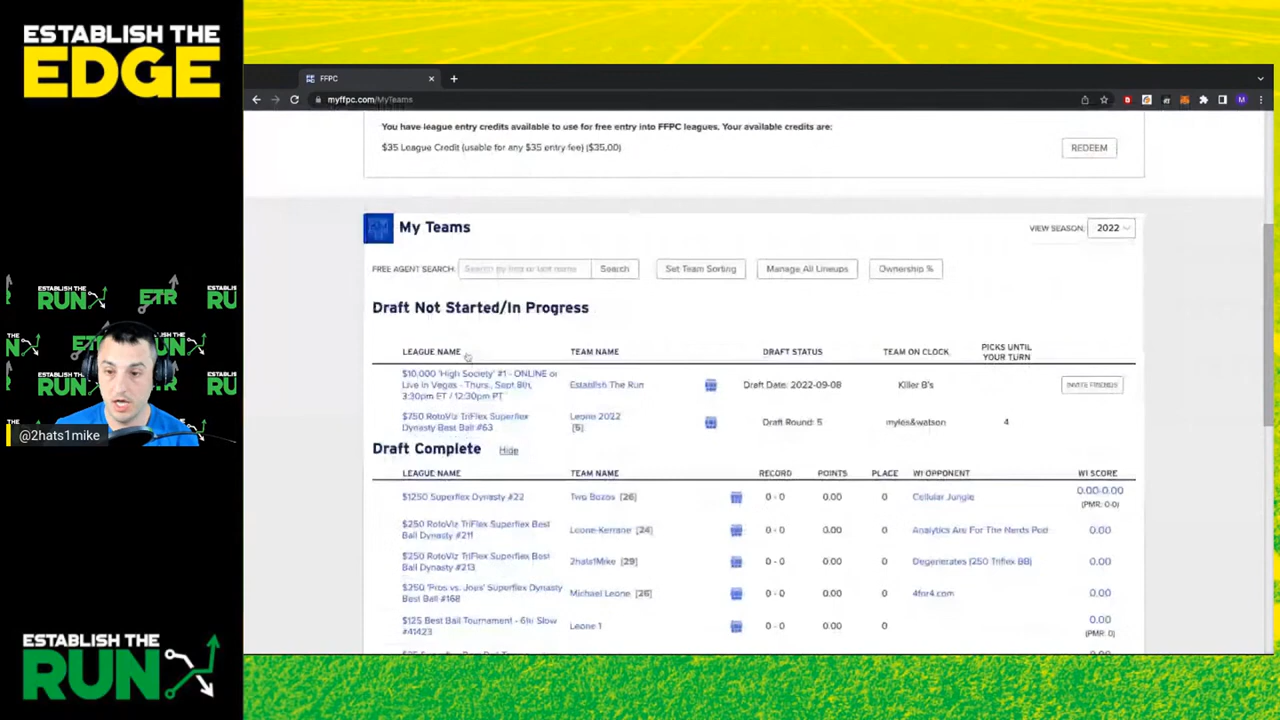 ESTABLISH THE
EDGE
FFPC
myffpc.com/MyTeams
You have league entry credits available to use for free entry into FFPC leagues. Your available credits are:
$35 League Credit (usable for any $35 entry fee) ($35.00)
REDEEM
My Teams
VIEW SEASON: 2022
FREE AGENT SEARCH: Search by first or last name Search Set Team Sorting Manage All Lineups Ownership %
Draft Not Started/In Progress
LEAGUE NAME TEAM NAME DRAFT STATUS TEAM ON CLOCK PICKS UNTIL
YOUR TURN
$10,000 'High Society' #1 - ONLINE or
Live in Vegas - Thurs., Sept 8th,
3:30pm ET / 12:30pm PT
Establish The Run Draft Date: 2022-09-08 Killer B's INVITE FRIENDS
$750 RotoViz TriFlex Superflex
Dynasty Best Ball #63
Leone 2022
[5]
Draft Round: 5 myles&watson 4
Draft Complete Hide
LEAGUE NAME TEAM NAME RECORD POINTS PLACE W1 OPPONENT W1 SCORE
$1250 Superflex Dynasty #22 Two Bozos [26] 0 - 0 0.00 0 Cellular Jungle 0.00-0.00
(PMR: 0-0)
$250 RotoViz TriFlex Superflex Best
Ball Dynasty #211
Leone-Kerrane [24] 0 - 0 0.00 0 Analytics Are For The Nerds Pod 0.00
$250 RotoViz TriFlex Superflex Best
Ball Dynasty #213
2hats1Mike [29] 0 - 0 0.00 0 Degenerates (250 Triflex BB) 0.00
$250 'Pros vs. Joes' Superflex Dynasty
Best Ball #168
Michael Leone [26] 0 - 0 0.00 0 4for4.com 0.00
$125 Best Ball Tournament - 6hr Slow
#41423
Leone 1 0 - 0 0.00 0 0.00
(PMR: 0)
ESTABLISH THE
RUN
ETR
@2hats1mike
ESTABLISH THE
RUN